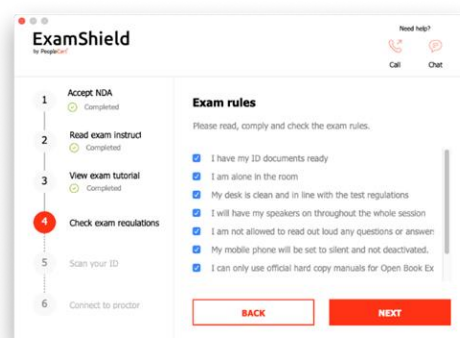 ExamShield
by PeopleCert
Need help?
Call
Chat
1
Accept NDA
Completed
2
Read exam instruct
Completed
3
View exam tutorial
Completed
4
Check exam regulations
5
Scan your ID
6
Connect to proctor
Exam rules
Please read, comply and check the exam rules.
I have my ID documents ready
I am alone in the room
My desk is clean and in line with the test regulations
I will have my speakers on throughout the whole session
I am not allowed to read out loud any questions or answers
My mobile phone will be set to silent and not deactivated.
I can only use official hard copy manuals for Open Book Ex
BACK
NEXT